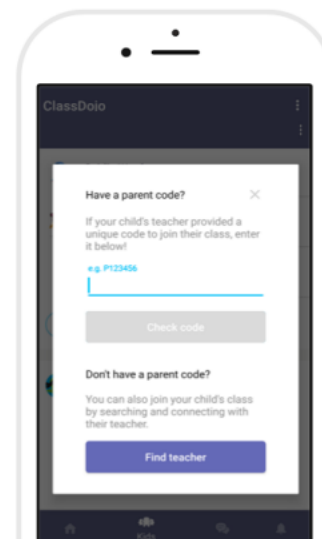 ClassDojo
Have a parent code?
If your child's teacher provided a
unique code to join their class, enter
it below!
e.g. P123456
Check code
Don't have a parent code?
You can also join your child's class
by searching and connecting with
their teacher.
Find teacher
Kids